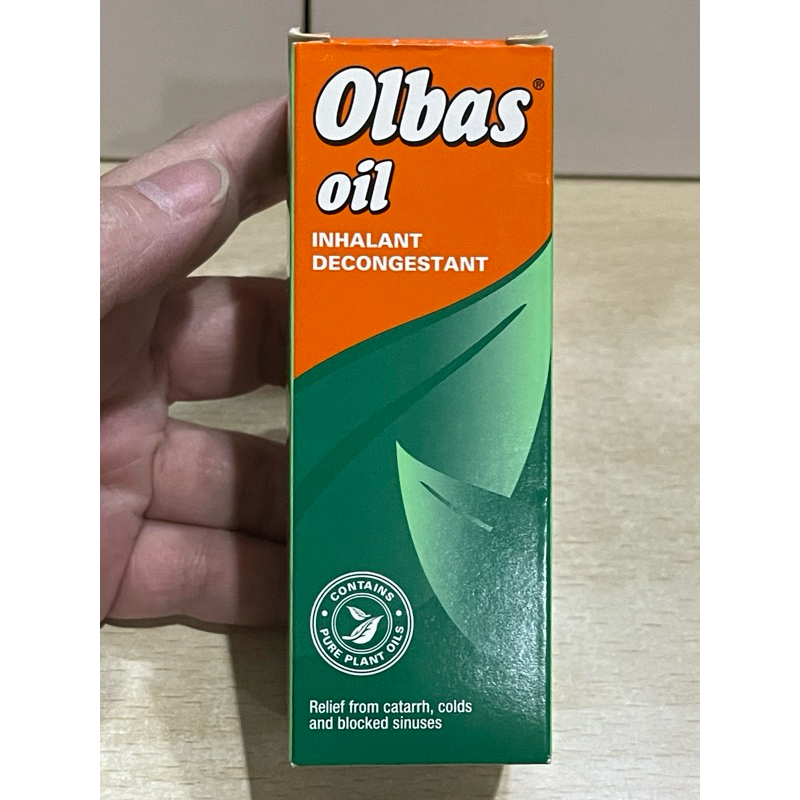 Olbas®
oil
INHALANT
DECONGESTANT
CONTAINS
PURE PLANT OILS
Relief from catarrh, colds
and blocked sinuses